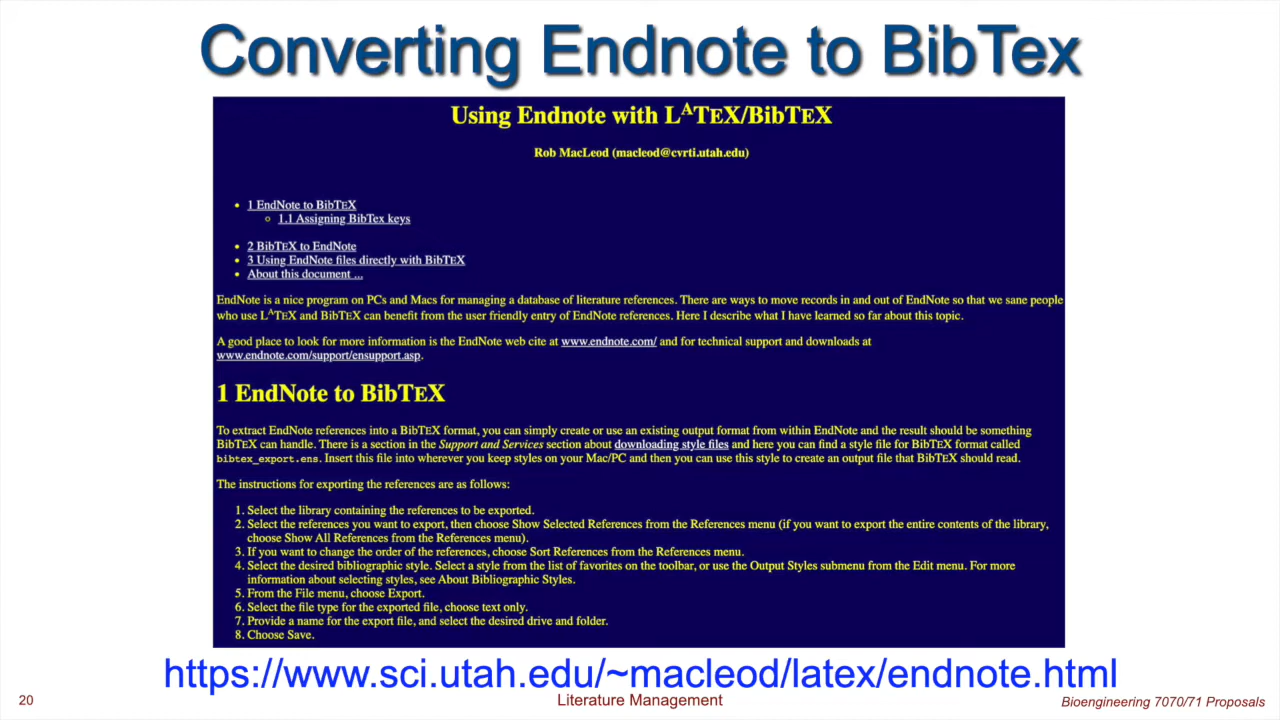 Converting Endnote to BibTex
Using Endnote with LATEX/BibTEX
Rob MacLeod (macleod@cvrti.utah.edu)
• 1 EndNote to BibTEX
◦ 1.1 Assigning BibTex keys
• 2 BibTEX to EndNote
• 3 Using EndNote files directly with BibTEX
• About this document ...
EndNote is a nice program on PCs and Macs for managing a database of literature references. There are ways to move records in and out of EndNote so that we sane people
who use LATEX and BibTEX can benefit from the user friendly entry of EndNote references. Here I describe what I have learned so far about this topic.
A good place to look for more information is the EndNote web cite at www.endnote.com/ and for technical support and downloads at
www.endnote.com/support/ensupport.asp.
1 EndNote to BibTEX
To extract EndNote references into a BibTEX format, you can simply create or use an existing output format from within EndNote and the result should be something
BibTEX can handle. There is a section in the Support and Services section about downloading style files and here you can find a style file for BibTEX format called
bibtex_export.ens. Insert this file into wherever you keep styles on your Mac/PC and then you can use this style to create an output file that BibTEX should read.
The instructions for exporting the references are as follows:
1. Select the library containing the references to be exported.
2. Select the references you want to export, then choose Show Selected References from the References menu (if you want to export the entire contents of the library,
choose Show All References from the References menu).
3. If you want to change the order of the references, choose Sort References from the References menu.
4. Select the desired bibliographic style. Select a style from the list of favorites on the toolbar, or use the Output Styles submenu from the Edit menu. For more
information about selecting styles, see About Bibliographic Styles.
5. From the File menu, choose Export.
6. Select the file type for the exported file, choose text only.
7. Provide a name for the export file, and select the desired drive and folder.
8. Choose Save.
https://www.sci.utah.edu/~macleod/latex/endnote.html
20
Literature Management
Bioengineering 7070/71 Proposals